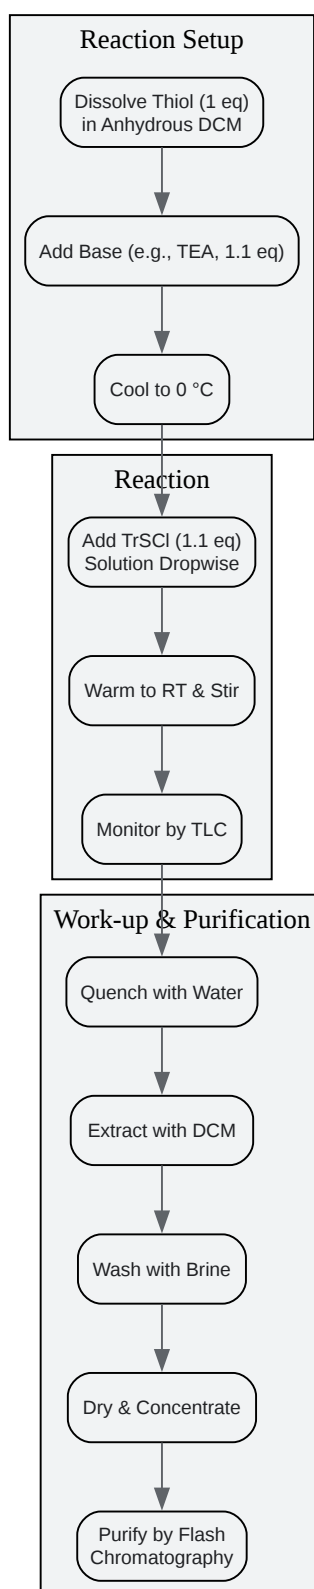 Reaction Setup
Dissolve Thiol (1 eq)
in Anhydrous DCM
Add Base (e.g., TEA, 1.1 eq)
Cool to 0 °C
Reaction
Add TrSCl (1.1 eq)
Solution Dropwise
Warm to RT & Stir
Monitor by TLC
Work-up & Purification
Quench with Water
Extract with DCM
Wash with Brine
Dry & Concentrate
Purify by Flash
Chromatography